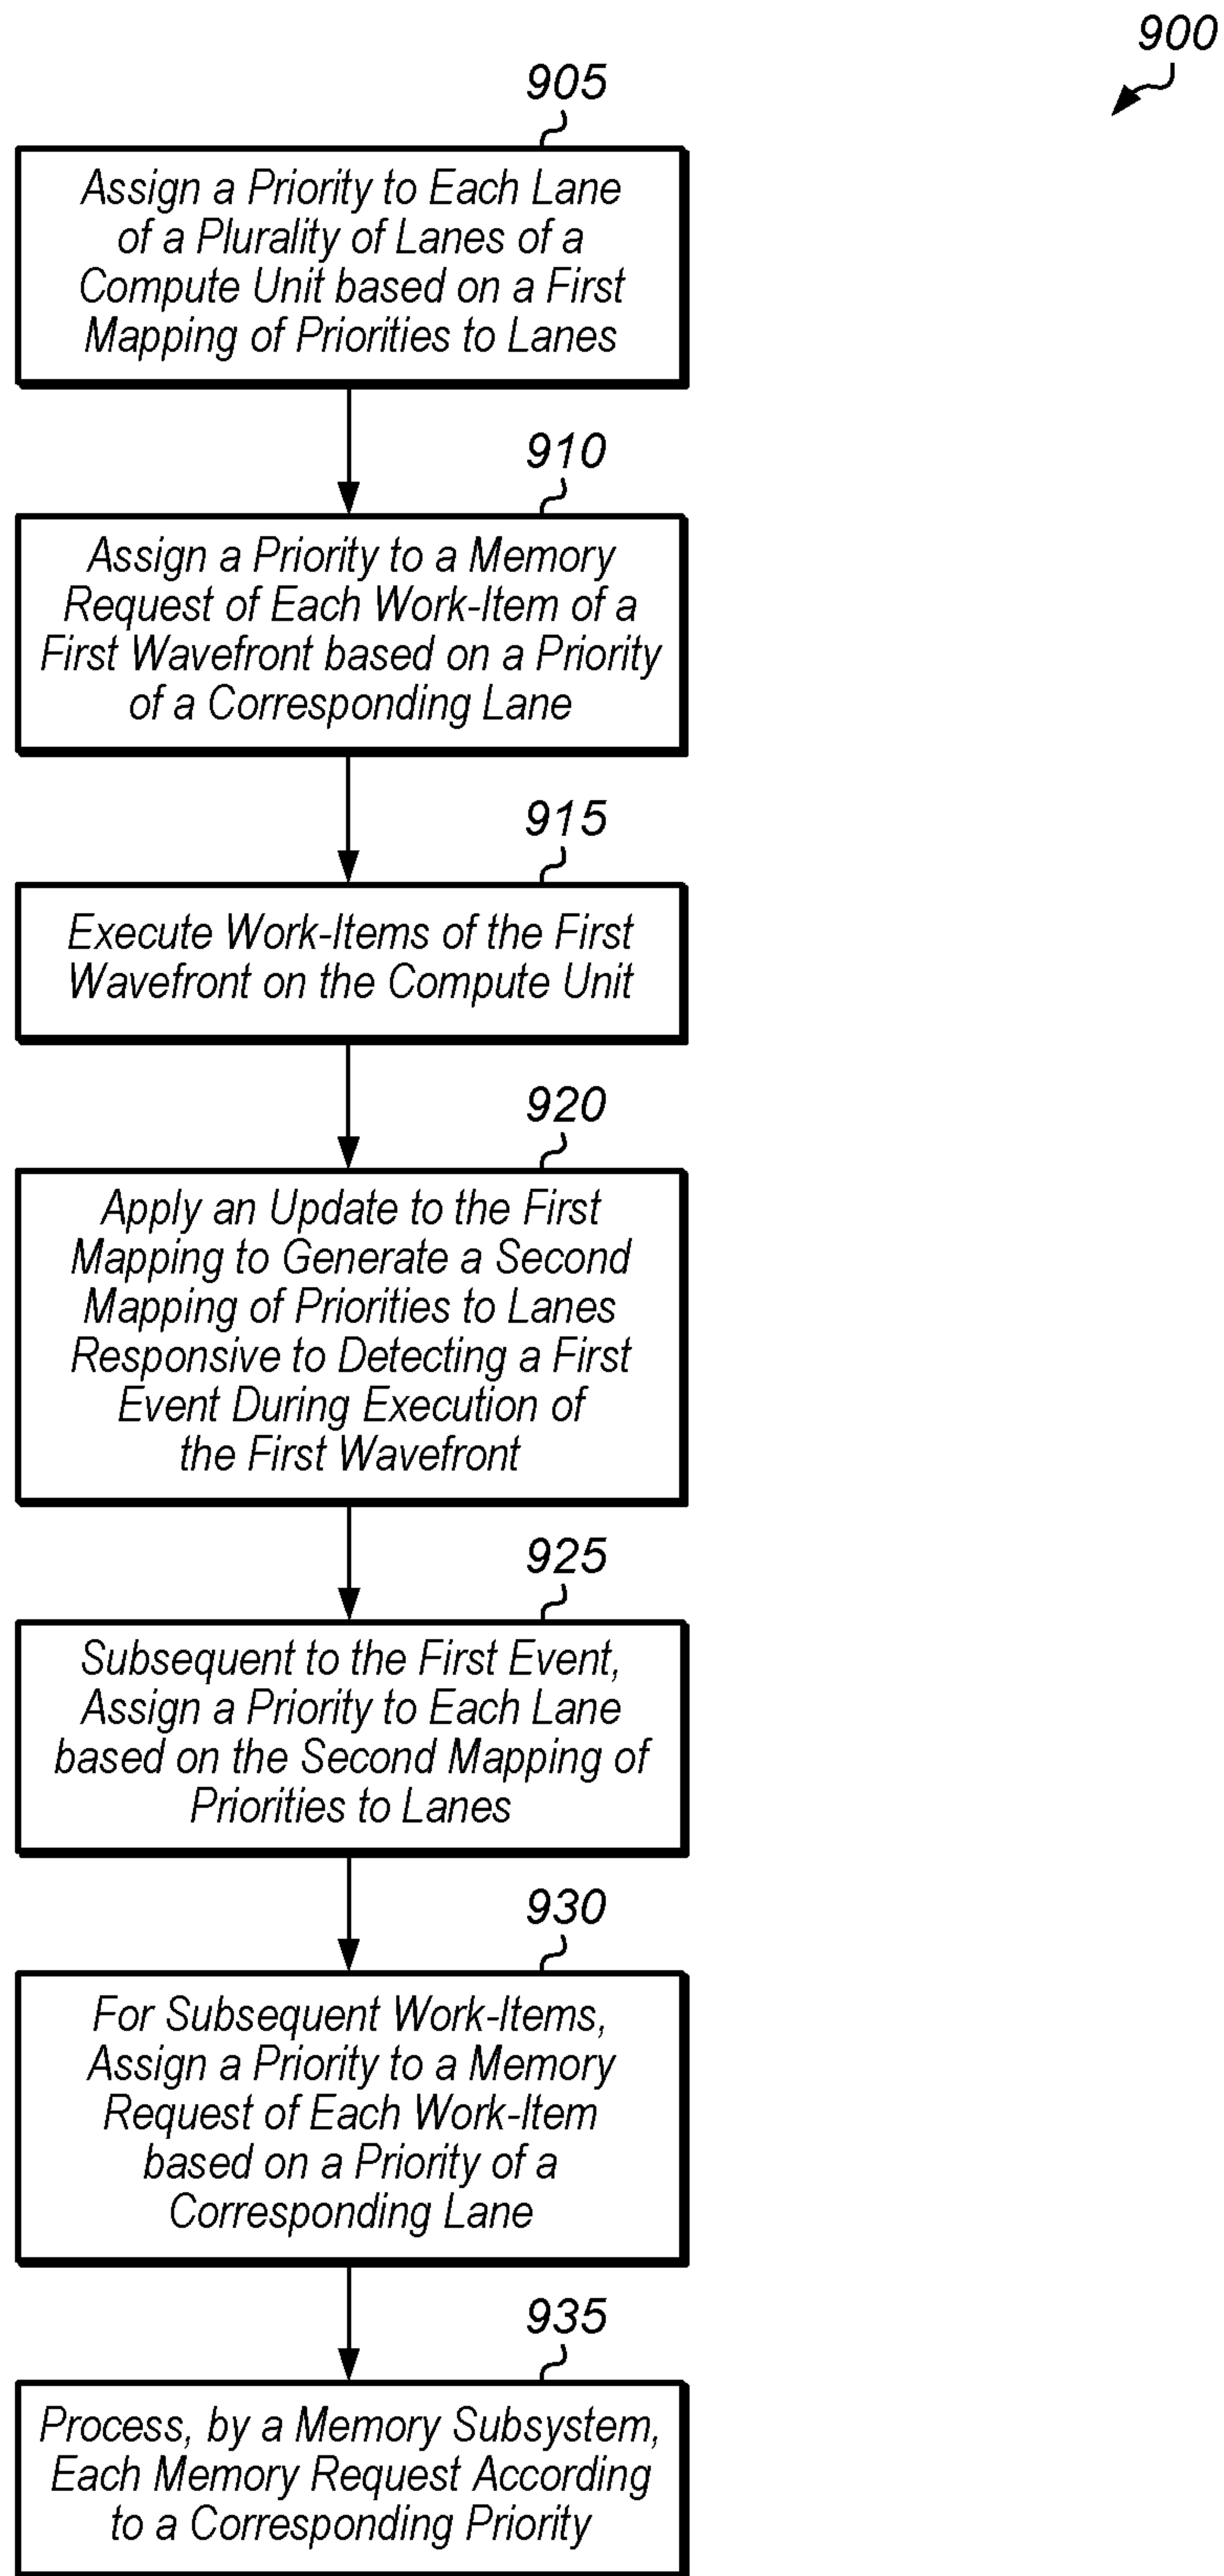 900
905
Assign a Priority to Each Lane
of a Plurality of Lanes of a
Compute Unit based on a First
Mapping of Priorities to Lanes
910
Assign a Priority to a Memory
Request of Each Work-Item of a
First Wavefront based on a Priority
of a Corresponding Lane
915
Execute Work-Items of the First
Wavefront on the Compute Unit
920
Apply an Update to the First
Mapping to Generate a Second
Mapping of Priorities to Lanes
Responsive to Detecting a First
Event During Execution of
the First Wavefront
925
Subsequent to the First Event,
Assign a Priority to Each Lane
based on the Second Mapping of
Priorities to Lanes
930
For Subsequent Work-Items,
Assign a Priority to a Memory
Request of Each Work-Item
based on a Priority of a
Corresponding Lane
935
Process, by a Memory Subsystem,
Each Memory Request According
to a Corresponding Priority